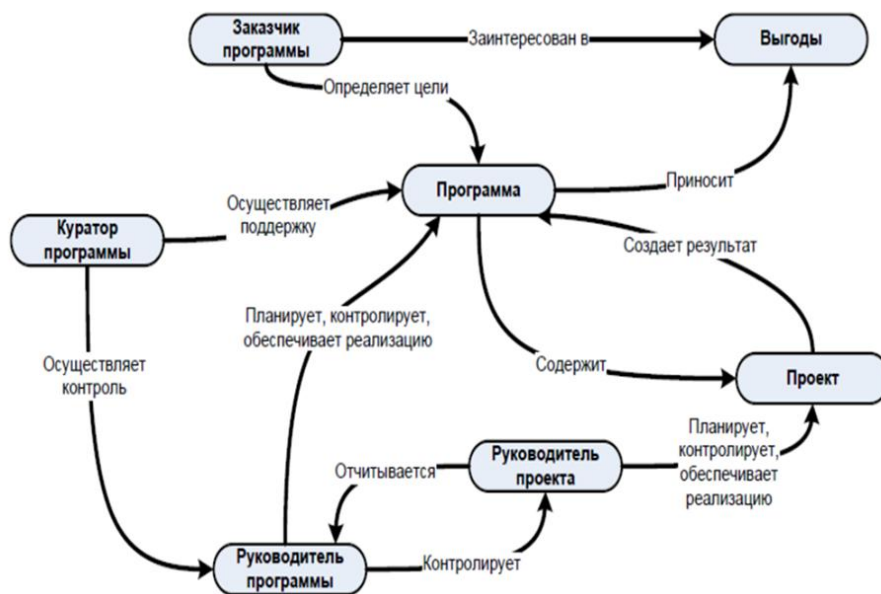 Заказчик
программы
Заинтересован в
Выгоды
Определяет цели
Программа
Приносит
Осуществляет
поддержку
Куратор
программы
Создает результат
Планирует, контролирует,
обеспечивает реализацию
Осуществляет
контроль
Содержит
Проект
Планирует,
контролирует,
обеспечивает
реализацию
Руководитель
проекта
Отчитывается
Руководитель
программы
Контролирует